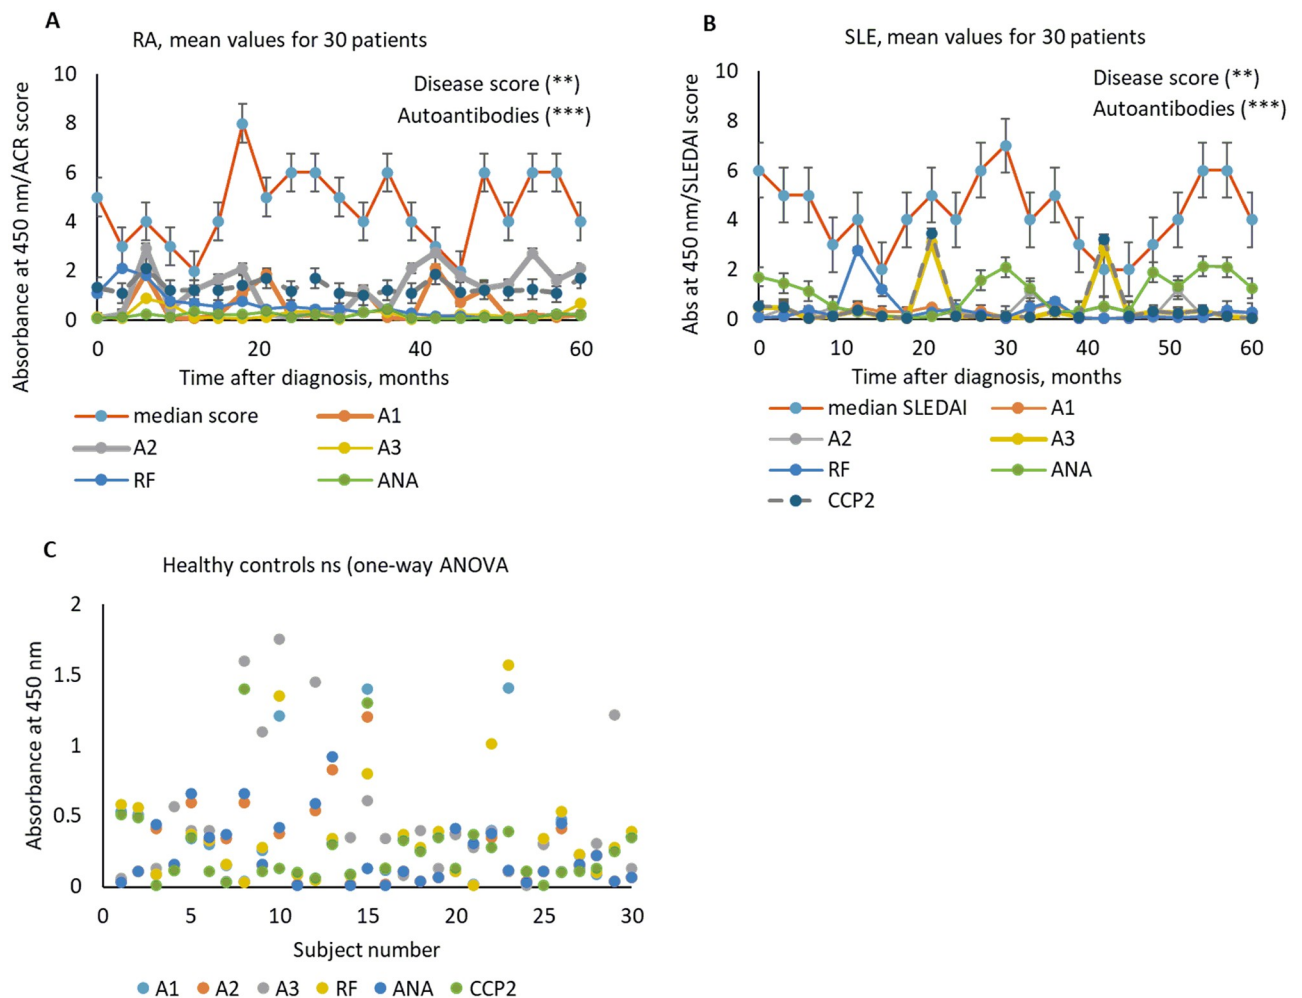 A
RA, mean values for 30 patients
Disease score (**)
Autoantibodies (***)
Absorbance at 450 nm/ACR score
10
8
6
4
2
0
0 20 40 60
Time after diagnosis, months
median score A1
A2 A3
RF ANA
B
SLE, mean values for 30 patients
Disease score (**)
Autoantibodies (***)
Abs at 450 nm/SLEDAI score
10
8
6
4
2
0
0 10 20 30 40 50 60
Time after diagnosis, months
median SLEDAI A1
A2 A3
RF ANA
CCP2
C
Healthy controls ns (one-way ANOVA
Absorbance at 450 nm
2
1.5
1
0.5
0
0 5 10 15 20 25 30
Subject number
A1 A2 A3 RF ANA CCP2